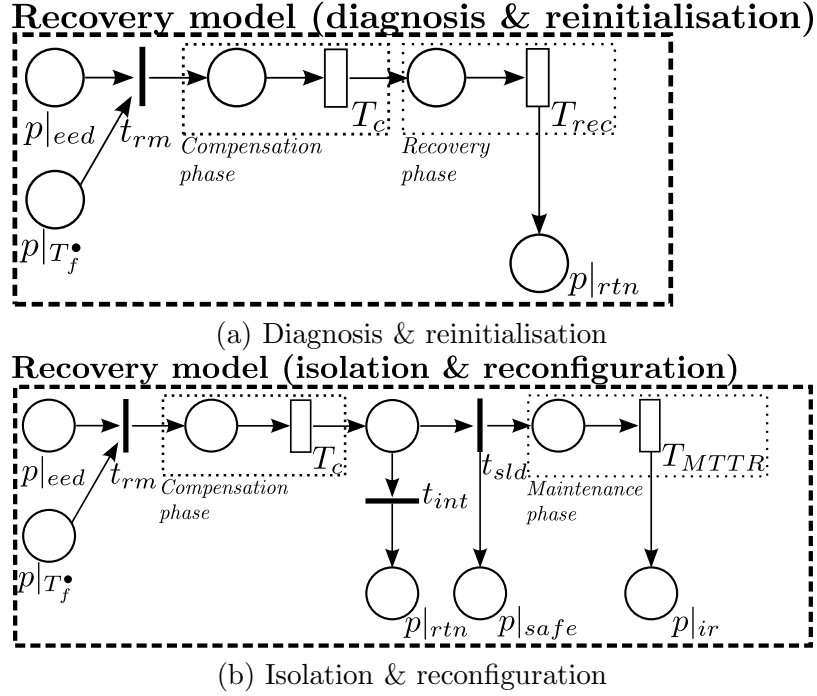 Recovery model (diagnosis & reinitialisation)
p|eed
t_rm
Compensation
phase
T_c
Recovery
phase
T_rec
p|T_f^•
p|rtn
(a) Diagnosis & reinitialisation
Recovery model (isolation & reconfiguration)
p|eed
t_rm
Compensation
phase
T_c
t_sld
Maintenance
phase
T_MTTR
t_int
p|T_f^•
p|rtn
p|safe
p|ir
(b) Isolation & reconfiguration